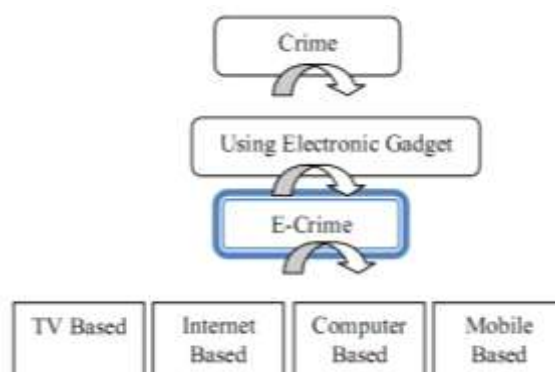 Crime
Using Electronic Gadget
E-Crime
TV Based
Internet
Based
Computer
Based
Mobile
Based